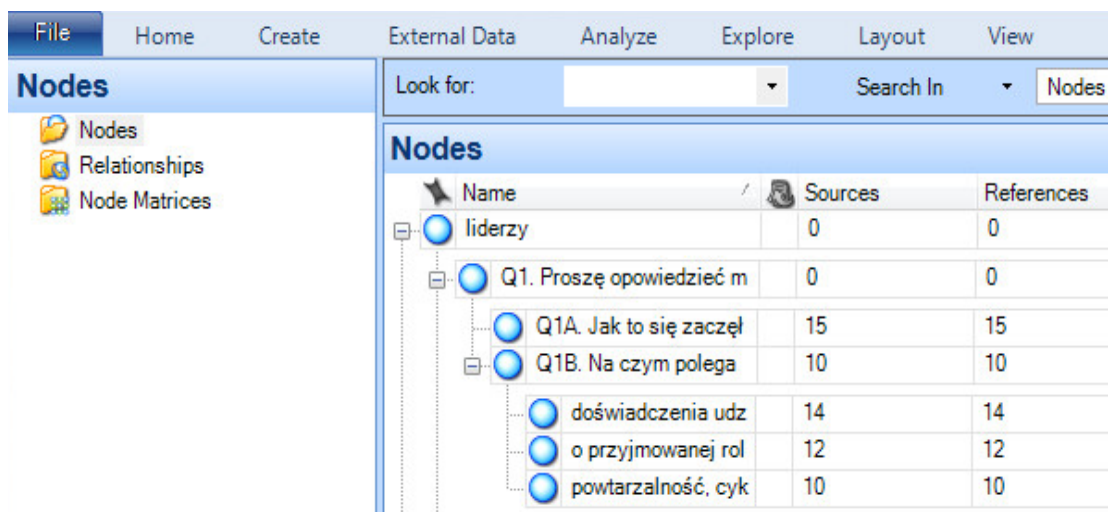 File Home Create External Data Analyze Explore Layout View
Nodes
Look for: Search In Nodes
Nodes
Relationships
Node Matrices
Nodes
Name Sources References
liderzy 0 0
Q1. Proszę opowiedzieć m 0 0
Q1A. Jak to się zaczęł 15 15
Q1B. Na czym polega 10 10
doświadczenia udz 14 14
o przyjmowanej rol 12 12
powtarzalność, cyk 10 10